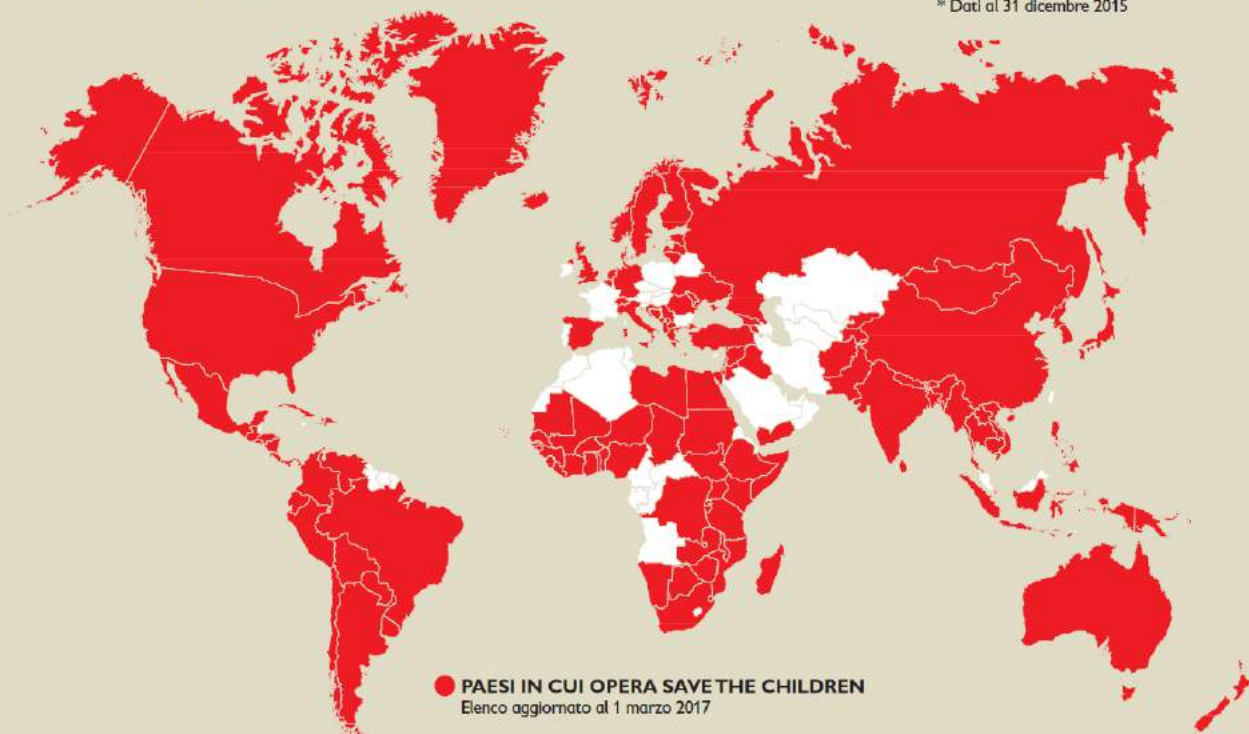 * Dati al 31 dicembre 2015
PAESI IN CUI OPERA SAVE THE CHILDREN
Elenco aggiornato al 1 marzo 2017